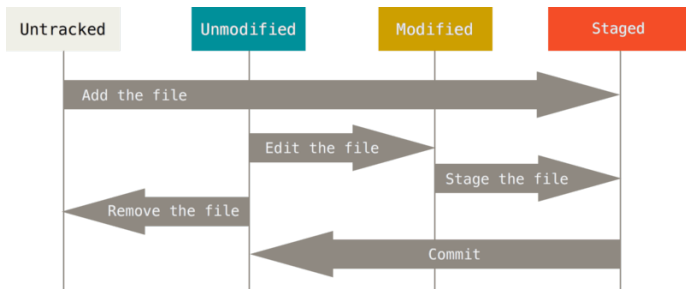 Untracked
Unmodified
Modified
Staged
Add the file
Edit the file
Stage the file
Remove the file
Commit